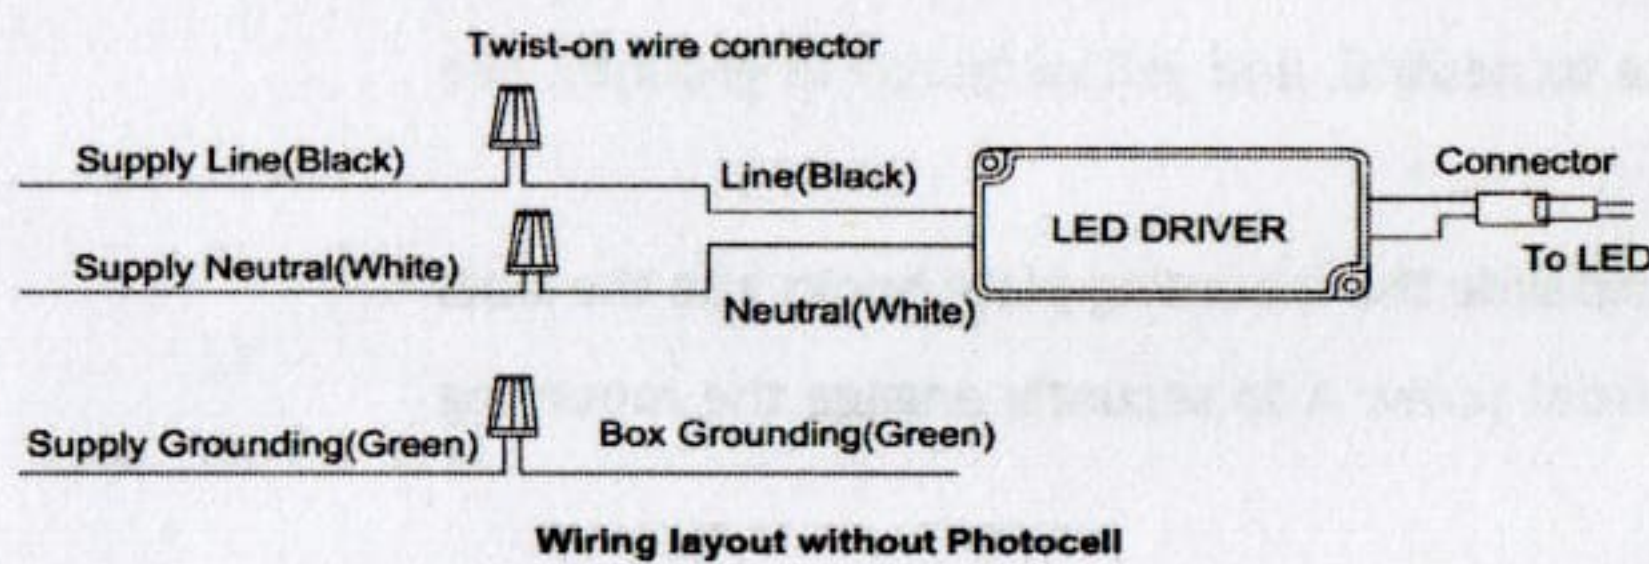 Twist-on wire connector
Supply Line(Black)
Line(Black)
Connector
LED DRIVER
To LED
Supply Neutral(White)
Neutral(White)
Supply Grounding(Green)
Box Grounding(Green)
Wiring layout without Photocell